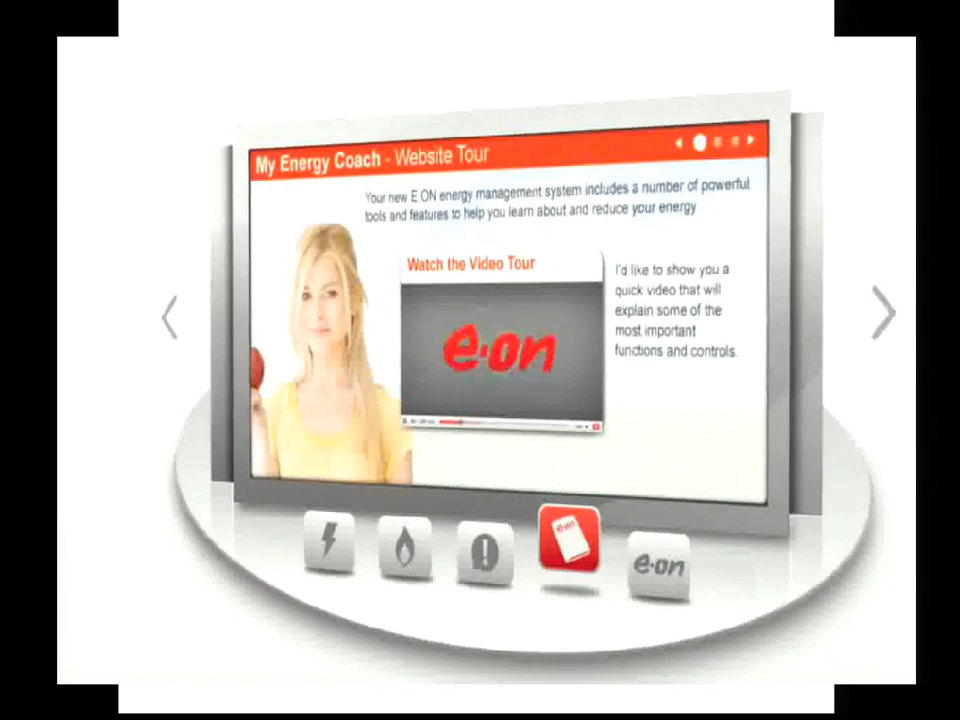 My Energy Coach - Website Tour
Your new E.ON energy management system includes a number of powerful
tools and features to help you learn about and reduce your energy
Watch the Video Tour
e·on
I'd like to show you a
quick video that will
explain some of the
most important
functions and controls.
e·on
e·on